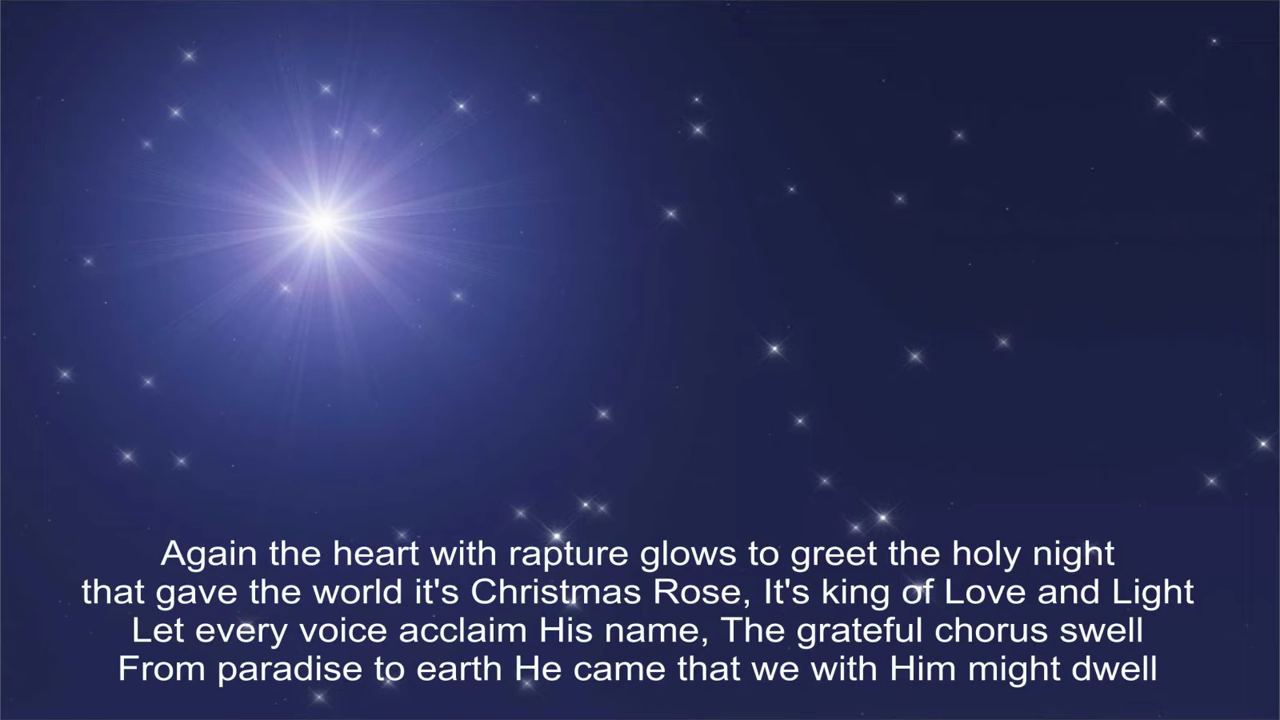 Again the heart with rapture glows to greet the holy night
that gave the world it's Christmas Rose, It's king of Love and Light
Let every voice acclaim His name, The grateful chorus swell
From paradise to earth He came that we with Him might dwell